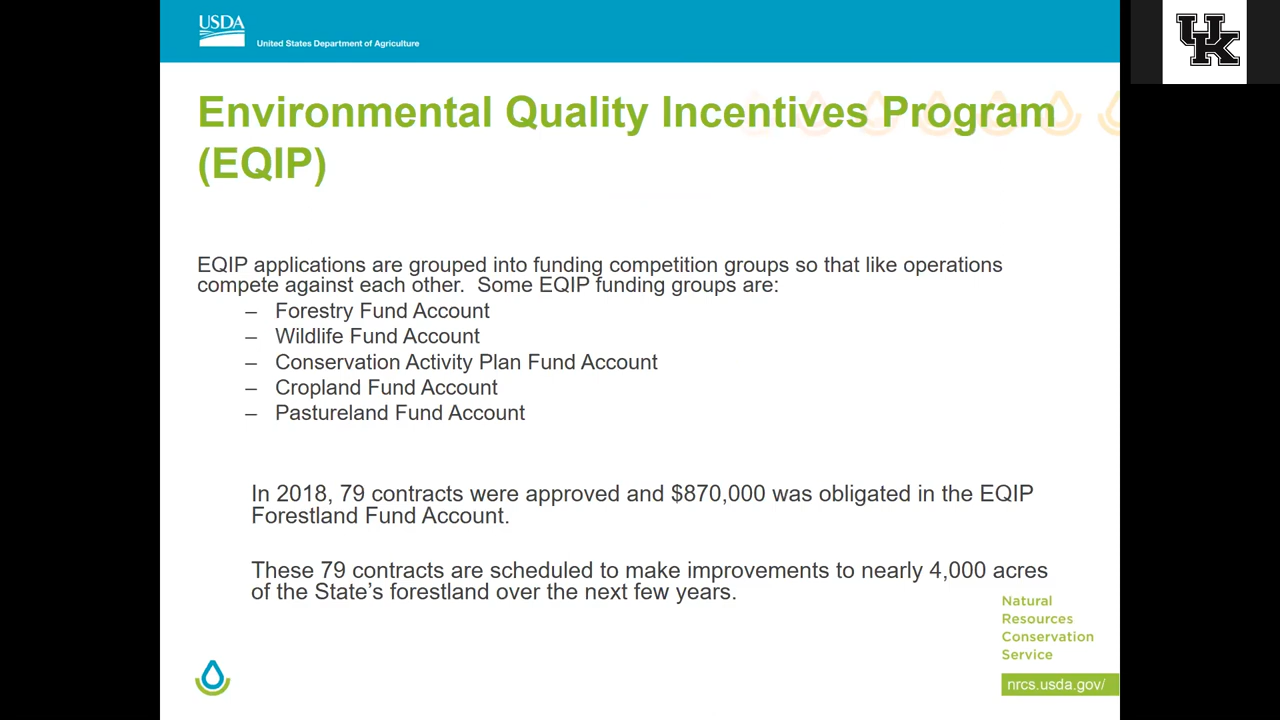 USDA
United States Department of Agriculture
UK
Environmental Quality Incentives Program
(EQIP)
EQIP applications are grouped into funding competition groups so that like operations
compete against each other.  Some EQIP funding groups are:
– Forestry Fund Account
– Wildlife Fund Account
– Conservation Activity Plan Fund Account
– Cropland Fund Account
– Pastureland Fund Account
In 2018, 79 contracts were approved and $870,000 was obligated in the EQIP
Forestland Fund Account.
These 79 contracts are scheduled to make improvements to nearly 4,000 acres
of the State’s forestland over the next few years.
Natural
Resources
Conservation
Service
nrcs.usda.gov/